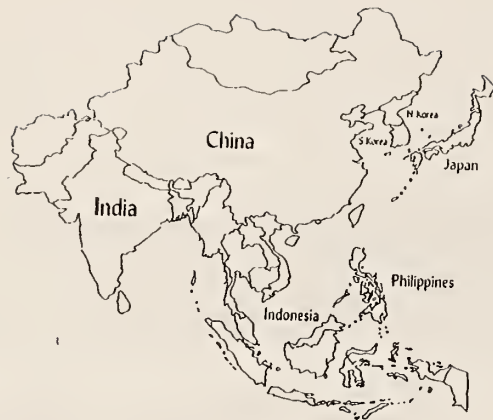 N Korea
China
S Korea
Japan
India
Philippines
Indonesia